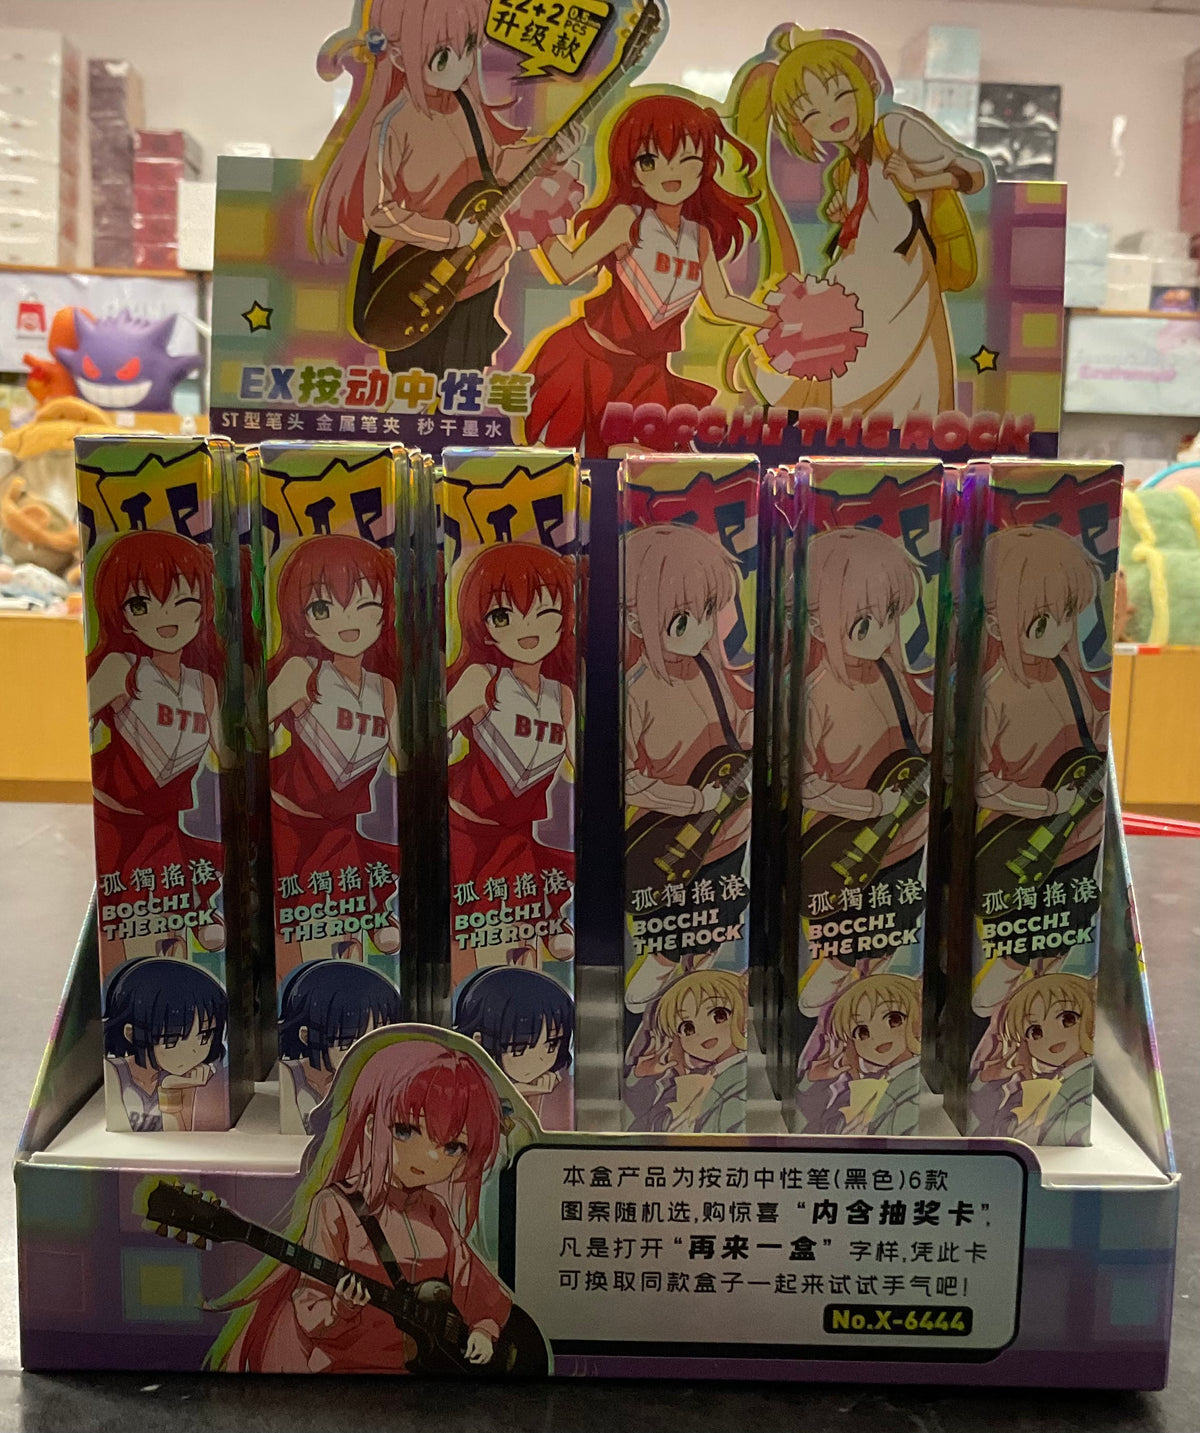 22+2 0.5mm PCS
升级款
BTR
EX按动中性笔
ST型笔头 金属笔夹 秒干墨水
BOCCHI THE ROCK
BTR
BTR
BTR
孤獨搖滾
BOCCHI
THE ROCK
孤獨搖滾
BOCCHI
THE ROCK
孤獨搖滾
BOCCHI
THE ROCK
孤獨搖滾
BOCCHI
THE ROCK
孤獨搖滾
BOCCHI
THE ROCK
孤獨搖滾
BOCCHI
THE ROCK
BTR
本盒产品为按动中性笔(黑色)6款
图案随机选,购惊喜“内含抽奖卡”,
凡是打开“再来一盒”字样,凭此卡
可换取同款盒子一起来试试手气吧!
No.X-6444